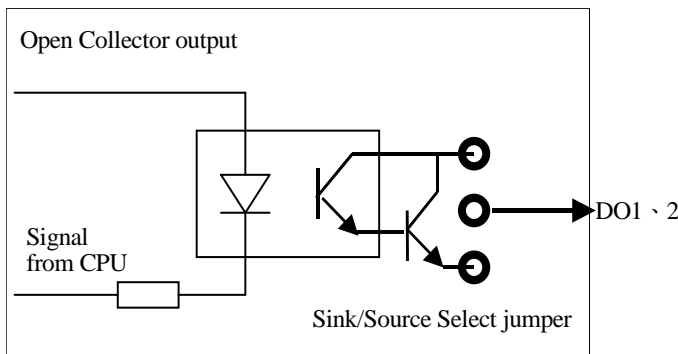 Open Collector output
DO1、2
Signal
from CPU
Sink/Source Select jumper